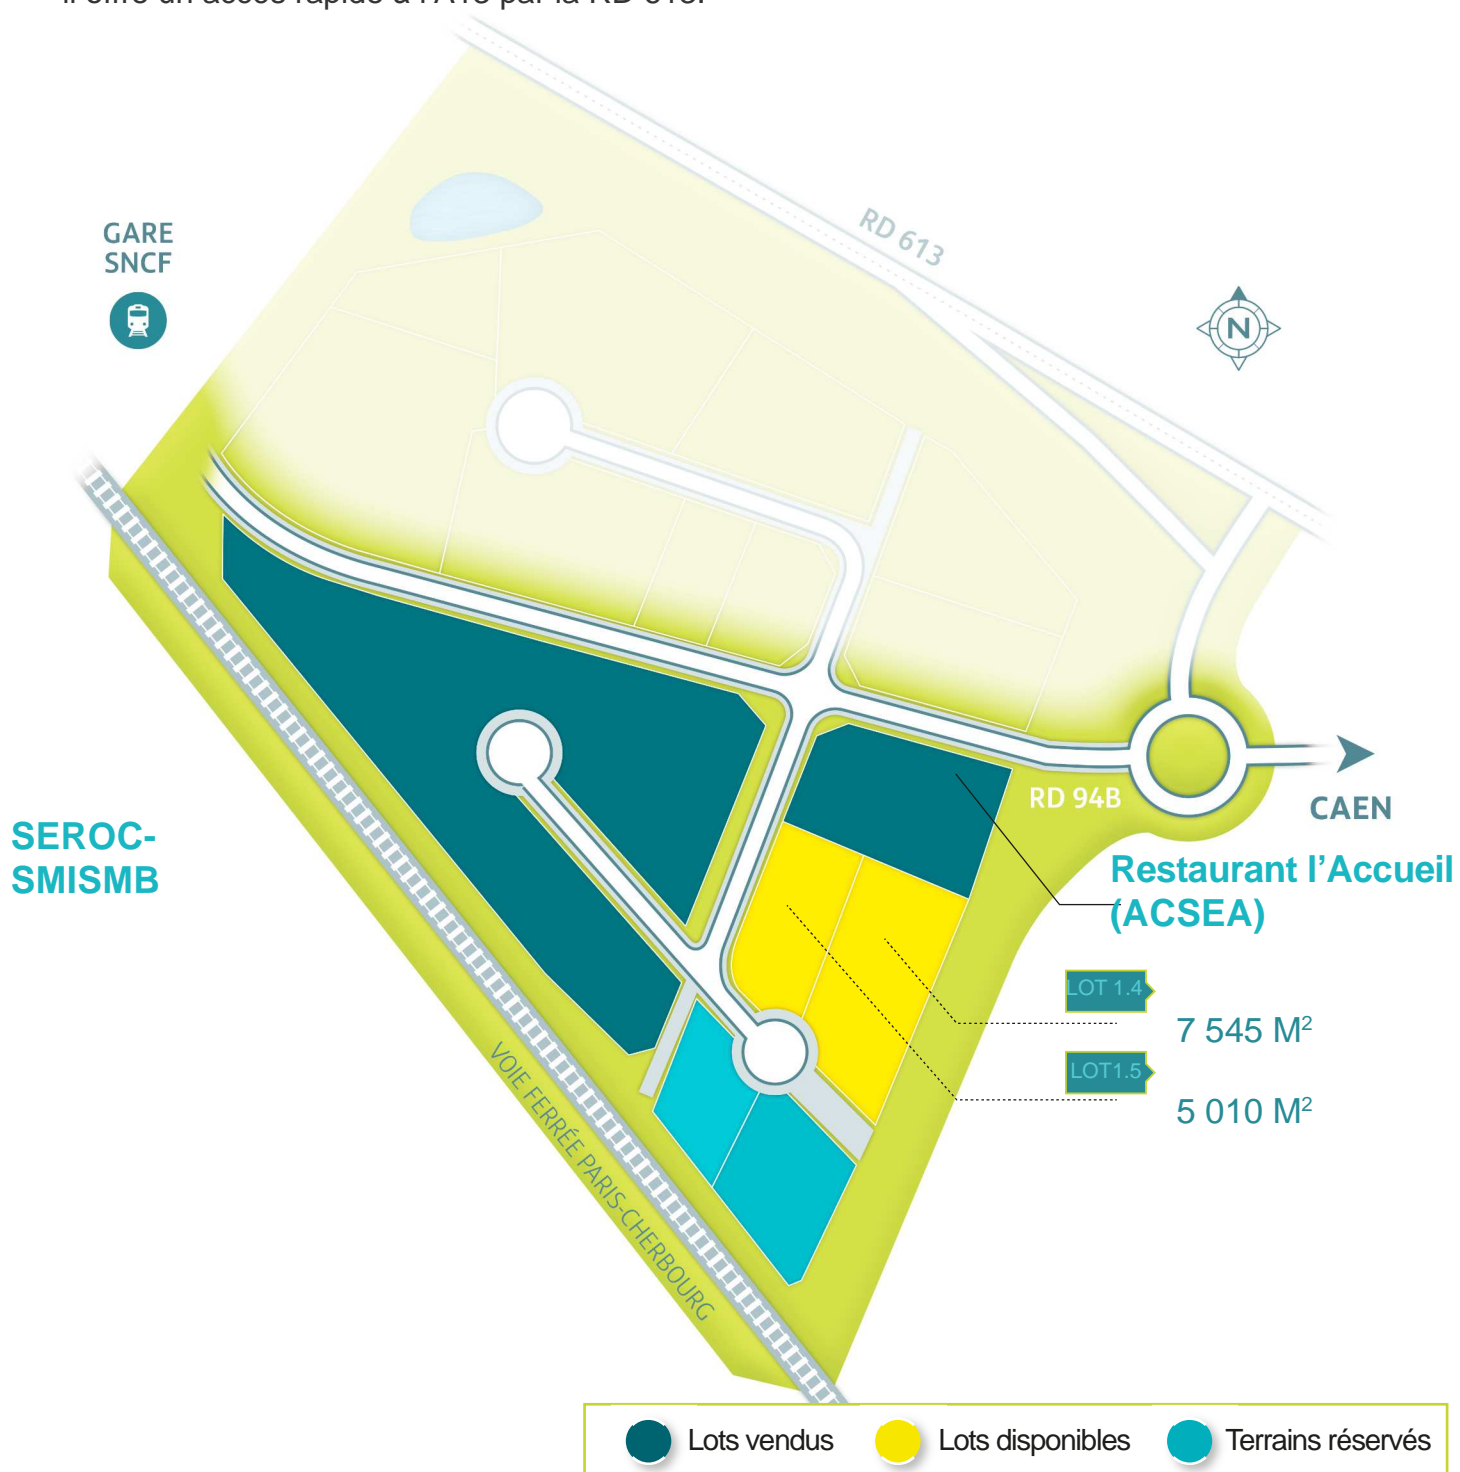 RD 613
GARE
SNCF
N
RD 94B
CAEN
SEROC-
SMISMB
Restaurant l’Accueil
(ACSEA)
LOT 1.4
7 545 M²
LOT1.5
5 010 M²
VOIE FERRÉE PARIS-CHERBOURG
Lots vendus
Lots disponibles
Terrains réservés